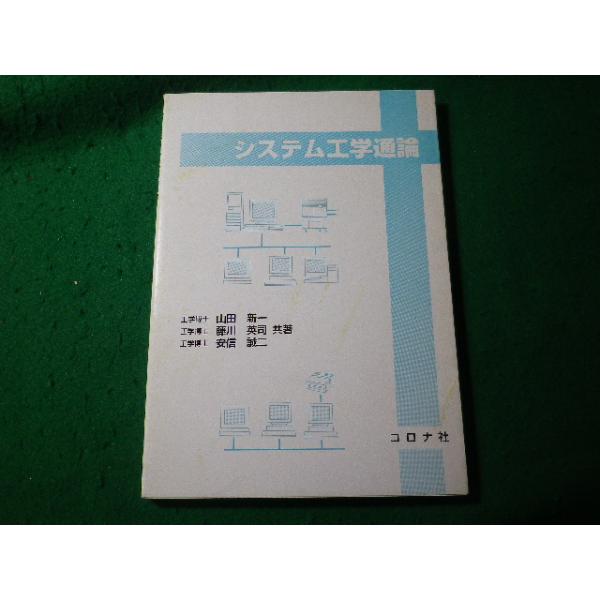 システム工学通論
工学博士 山田 新一
工学博士 藤川 英司 共著
工学博士 安信 誠二
コロナ社